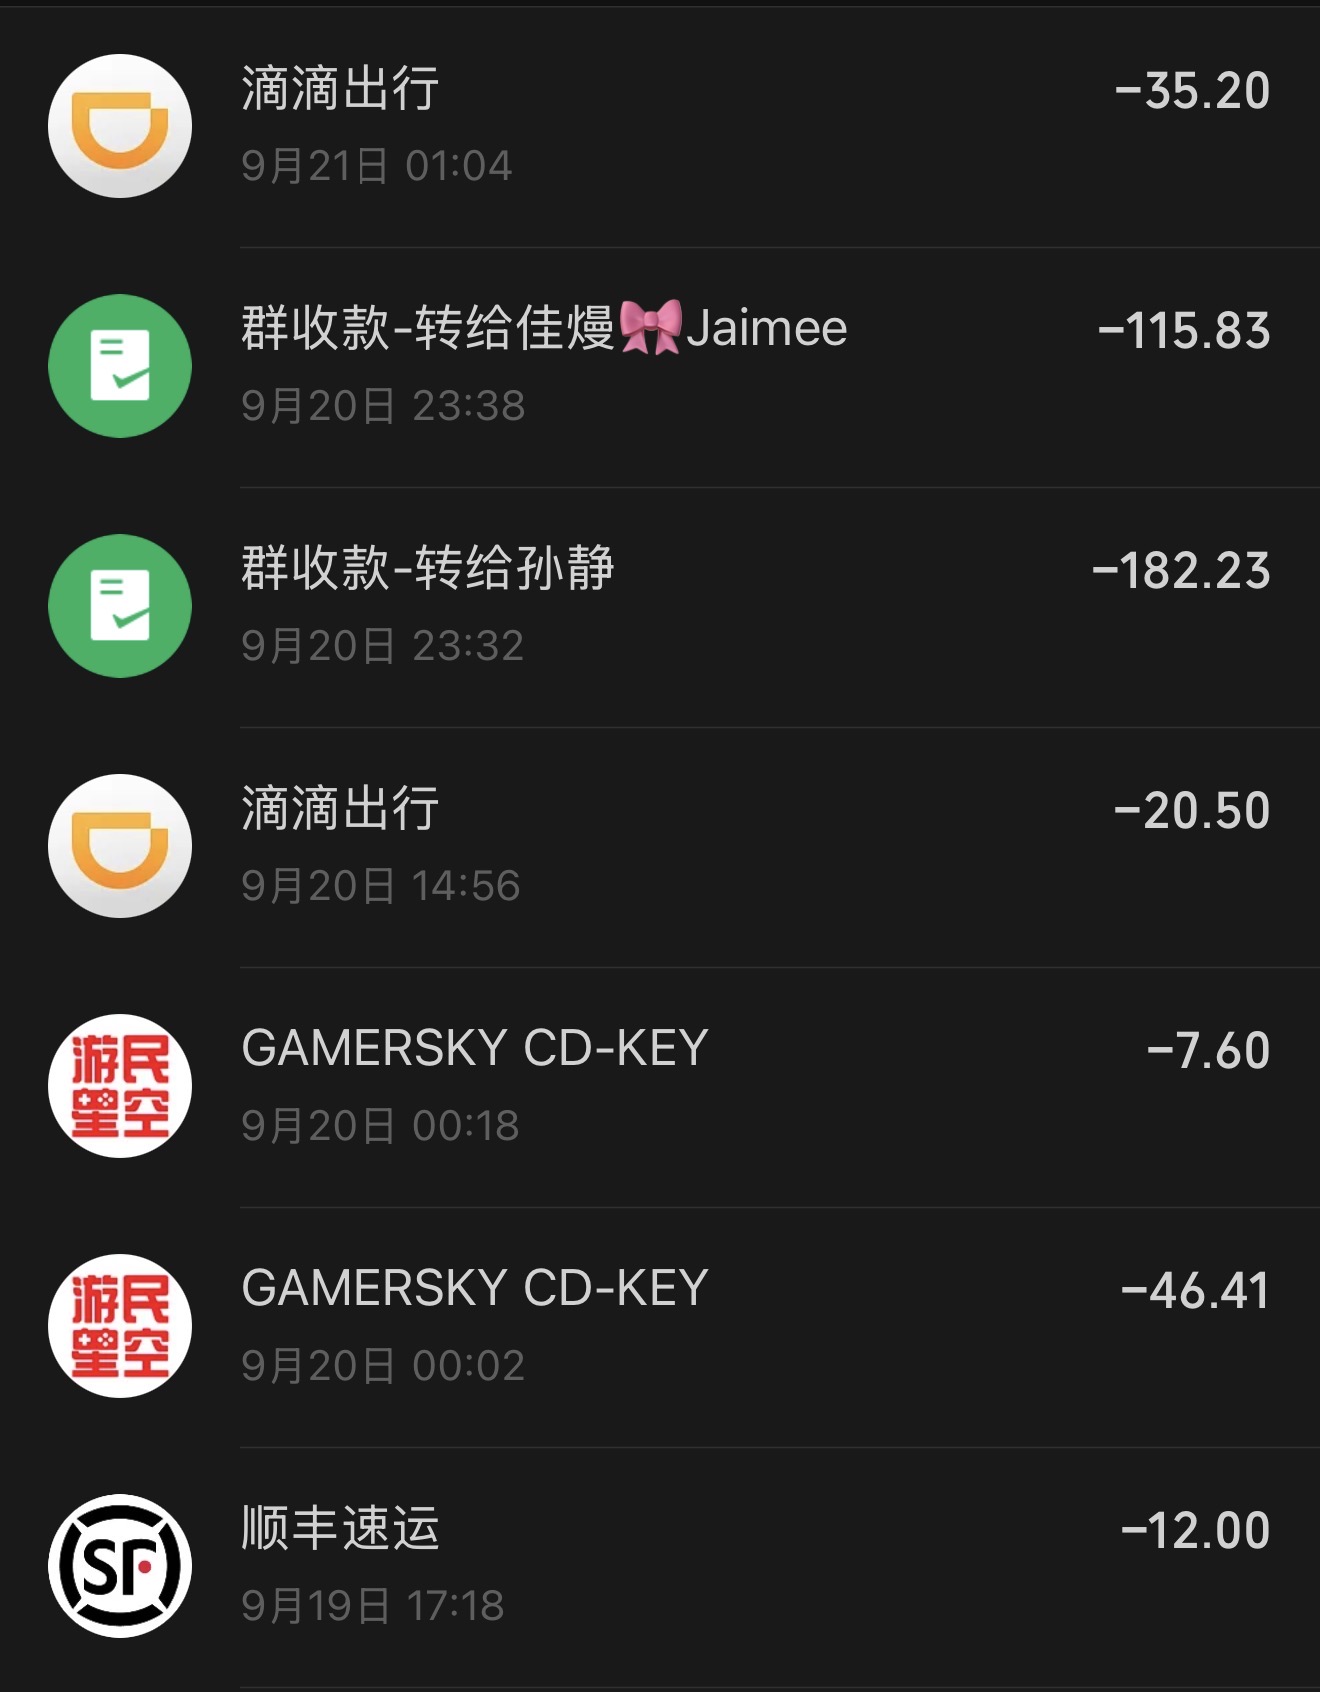 滴滴出行
-35.20
9月21日 01:04
群收款-转给佳熳🎀Jaimee
-115.83
9月20日 23:38
群收款-转给孙静
-182.23
9月20日 23:32
滴滴出行
-20.50
9月20日 14:56
游民
星空
GAMERSKY CD-KEY
-7.60
9月20日 00:18
游民
星空
GAMERSKY CD-KEY
-46.41
9月20日 00:02
SF
顺丰速运
-12.00
9月19日 17:18